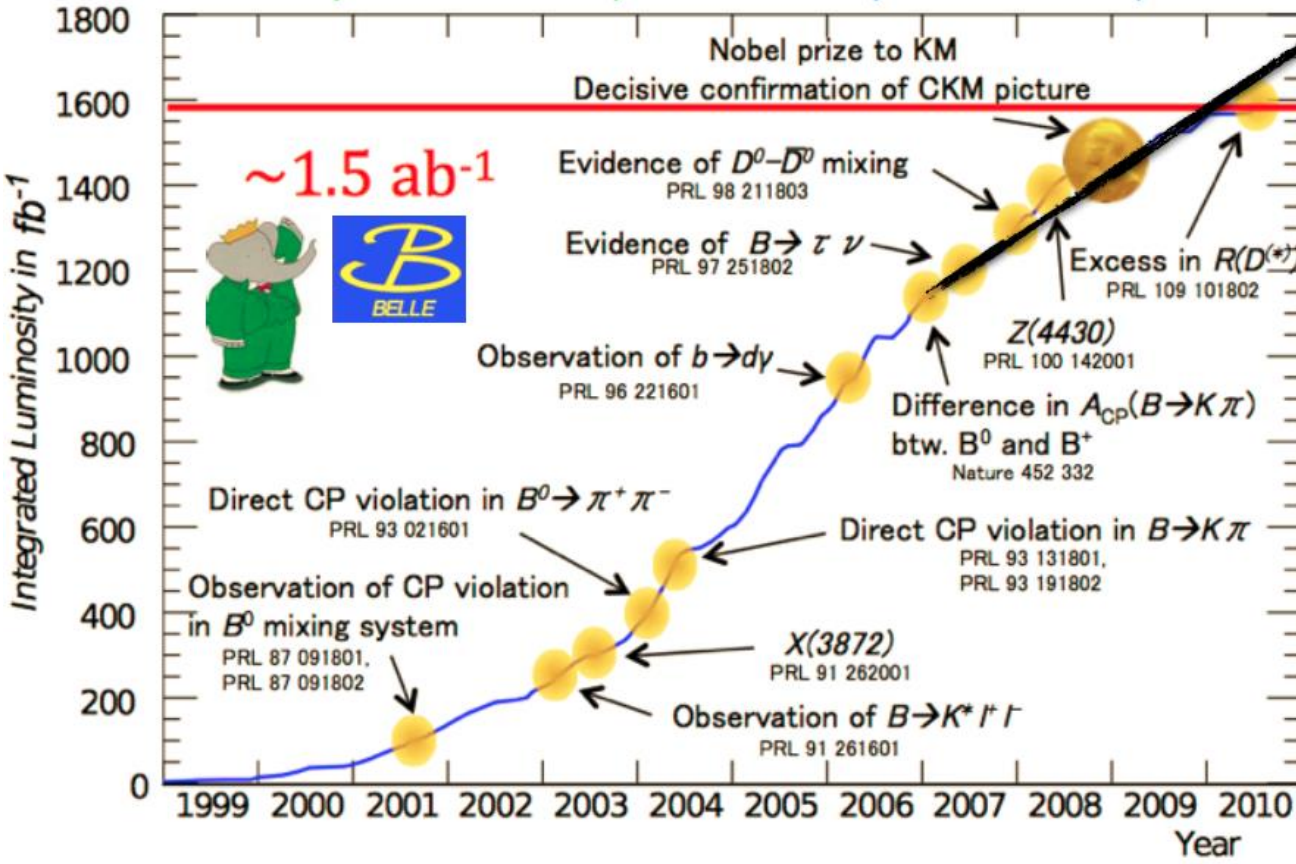 1800
1600
1400
1200
1000
800
600
400
200
0
Integrated Luminosity in fb⁻¹
~1.5 ab⁻¹
B
BELLE
Nobel prize to KM
Decisive confirmation of CKM picture
Evidence of D⁰–D̅⁰ mixing
PRL 98 211803
Evidence of B→ τ ν
PRL 97 251802
Excess in R(D⁽*⁾)
PRL 109 101802
Z(4430)
PRL 100 142001
Observation of b→dγ
PRL 96 221601
Difference in A_CP(B→Kπ)
btw. B⁰ and B⁺
Nature 452 332
Direct CP violation in B⁰→π⁺π⁻
PRL 93 021601
Direct CP violation in B→Kπ
PRL 93 131801,
PRL 93 191802
Observation of CP violation
in B⁰ mixing system
PRL 87 091801,
PRL 87 091802
X(3872)
PRL 91 262001
Observation of B→K* l⁺ l⁻
PRL 91 261601
1999 2000 2001 2002 2003 2004 2005 2006 2007 2008 2009 2010
Year